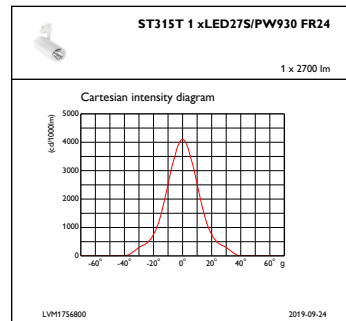 ST315T 1 xLED27S/PW930 FR24
1 x 2700 lm
Cartesian intensity diagram
(cd/1000lm)
5000
4000
3000
2000
1000
0
-60° -40° -20° 0° 20° 40° 60° g
LVM1756800 2019-09-24